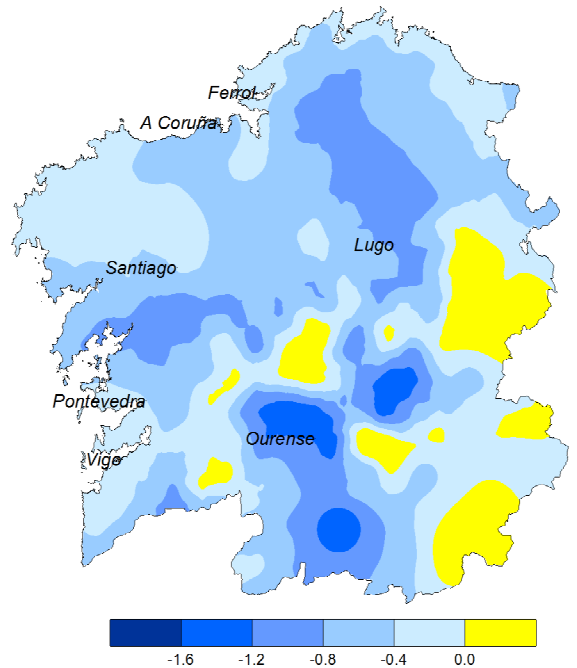 Ferrol
A Coruña
Lugo
Santiago
Pontevedra
Ourense
Vigo
-1.6 -1.2 -0.8 -0.4 0.0